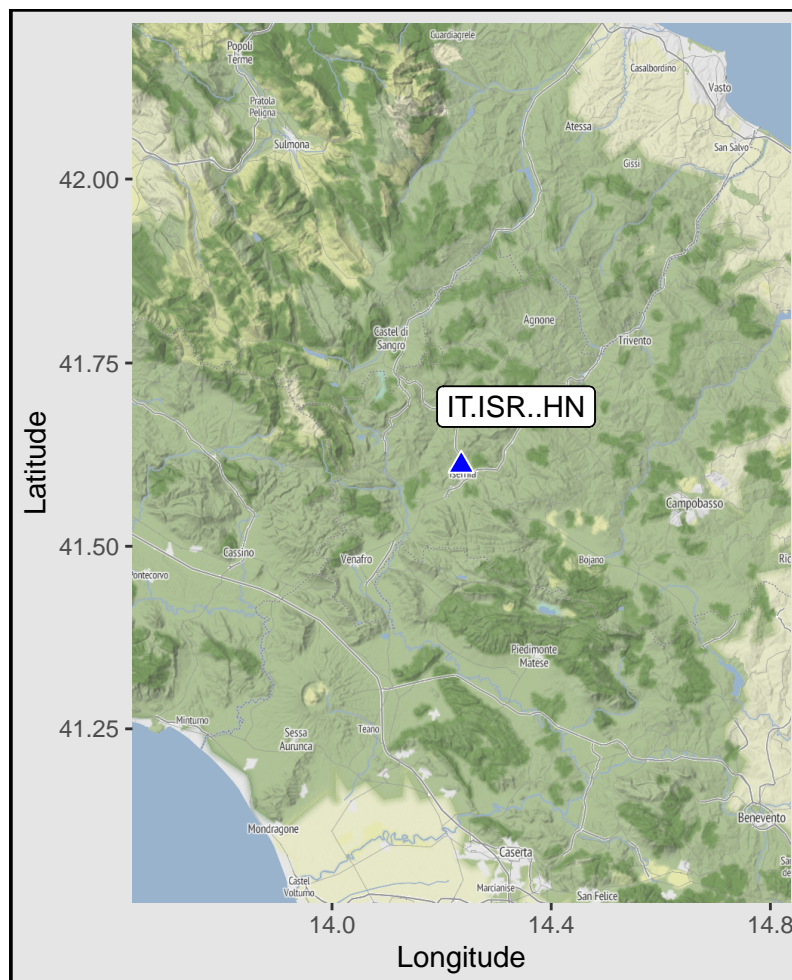 Guardiagrele
Popoli
Terme
Casalbordino
Vasto
Pratola
Peligna
Atessa
Sulmona
San Salvo
Gissi
42.00
Castel di
Sangro
Agnone
Trivento
41.75
IT.ISR..HN
Isernia
Campobasso
Latitude
41.50
Cassino
Venafro
Bojano
Pontecorvo
Piedimonte
Matese
Minturno
Sessa
Aurunca
Teano
41.25
Mondragone
Benevento
Caserta
Castel
Volturno
Marcianise
San Felice
14.0
14.4
14.8
Longitude